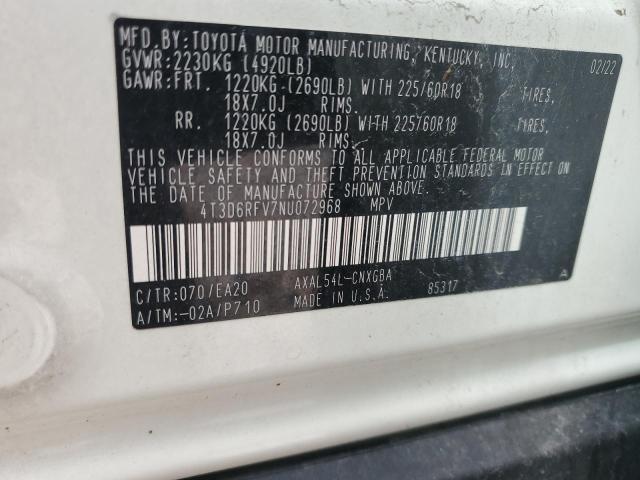 MFD.BY:TOYOTA MOTOR MANUFACTURING, KENTUCKY, INC. 02/22
GVWR:2230KG (4920LB)
GAWR:FRT. 1220KG (2690LB) WITH 225/60R18 TIRES,
18X7.0J RIMS.
RR. 1220KG (2690LB) WITH 225/60R18 TIRES,
18X7.0J RIMS.
THIS VEHICLE CONFORMS TO ALL APPLICABLE FEDERAL MOTOR
VEHICLE SAFETY AND THEFT PREVENTION STANDARDS IN EFFECT ON
THE DATE OF MANUFACTURE SHOWN ABOVE.
4T3D6RFV7NU072968 MPV
C/TR:070/EA20 AXAL54L-CNXGBA A
A/TM:-02A/P710 MADE IN U.S.A. 85317